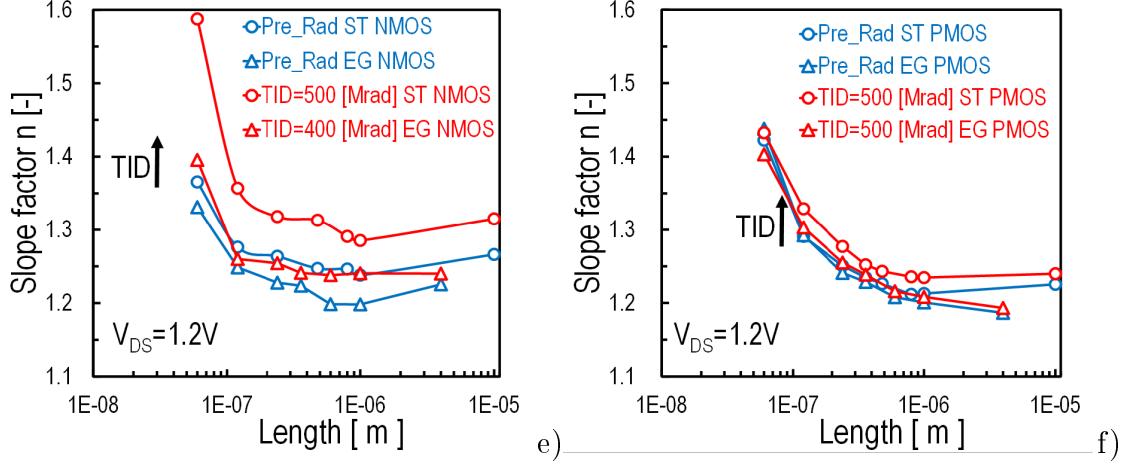 1.6
1.5
1.4
1.3
1.2
1.1
Slope factor n [-]
Pre_Rad ST NMOS
Pre_Rad EG NMOS
TID=500 [Mrad] ST NMOS
TID=400 [Mrad] EG NMOS
TID
V_DS=1.2V
1E-08 1E-07 1E-06 1E-05
Length [ m ]
e)
1.6
1.5
1.4
1.3
1.2
1.1
Slope factor n [-]
Pre_Rad ST PMOS
Pre_Rad EG PMOS
TID=500 [Mrad] ST PMOS
TID=500 [Mrad] EG PMOS
TID
V_DS=1.2V
1E-08 1E-07 1E-06 1E-05
Length [ m ]
f)